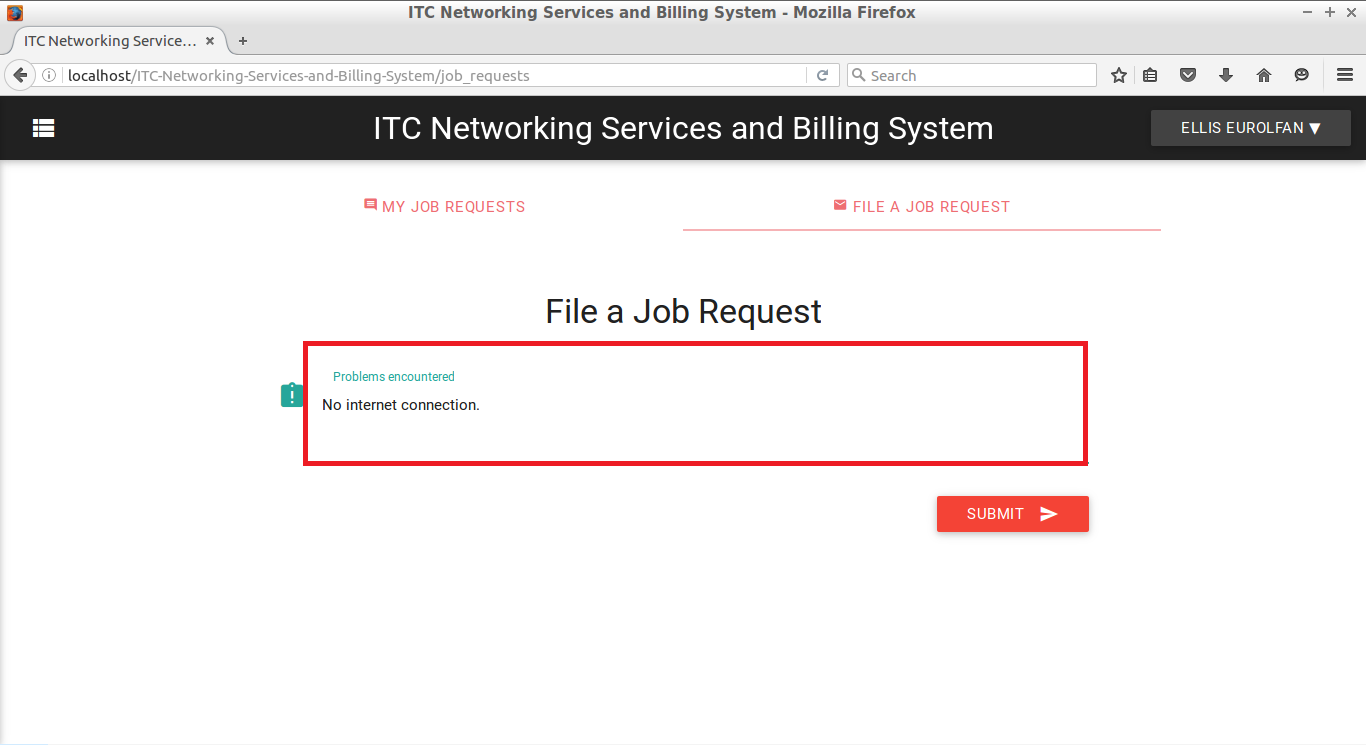 ITC Networking Services and Billing System - Mozilla Firefox
ITC Networking Service...
localhost/ITC-Networking-Services-and-Billing-System/job_requests
Search
ITC Networking Services and Billing System
ELLIS EUROLFAN ▼
MY JOB REQUESTS
FILE A JOB REQUEST
File a Job Request
Problems encountered
No internet connection.
SUBMIT